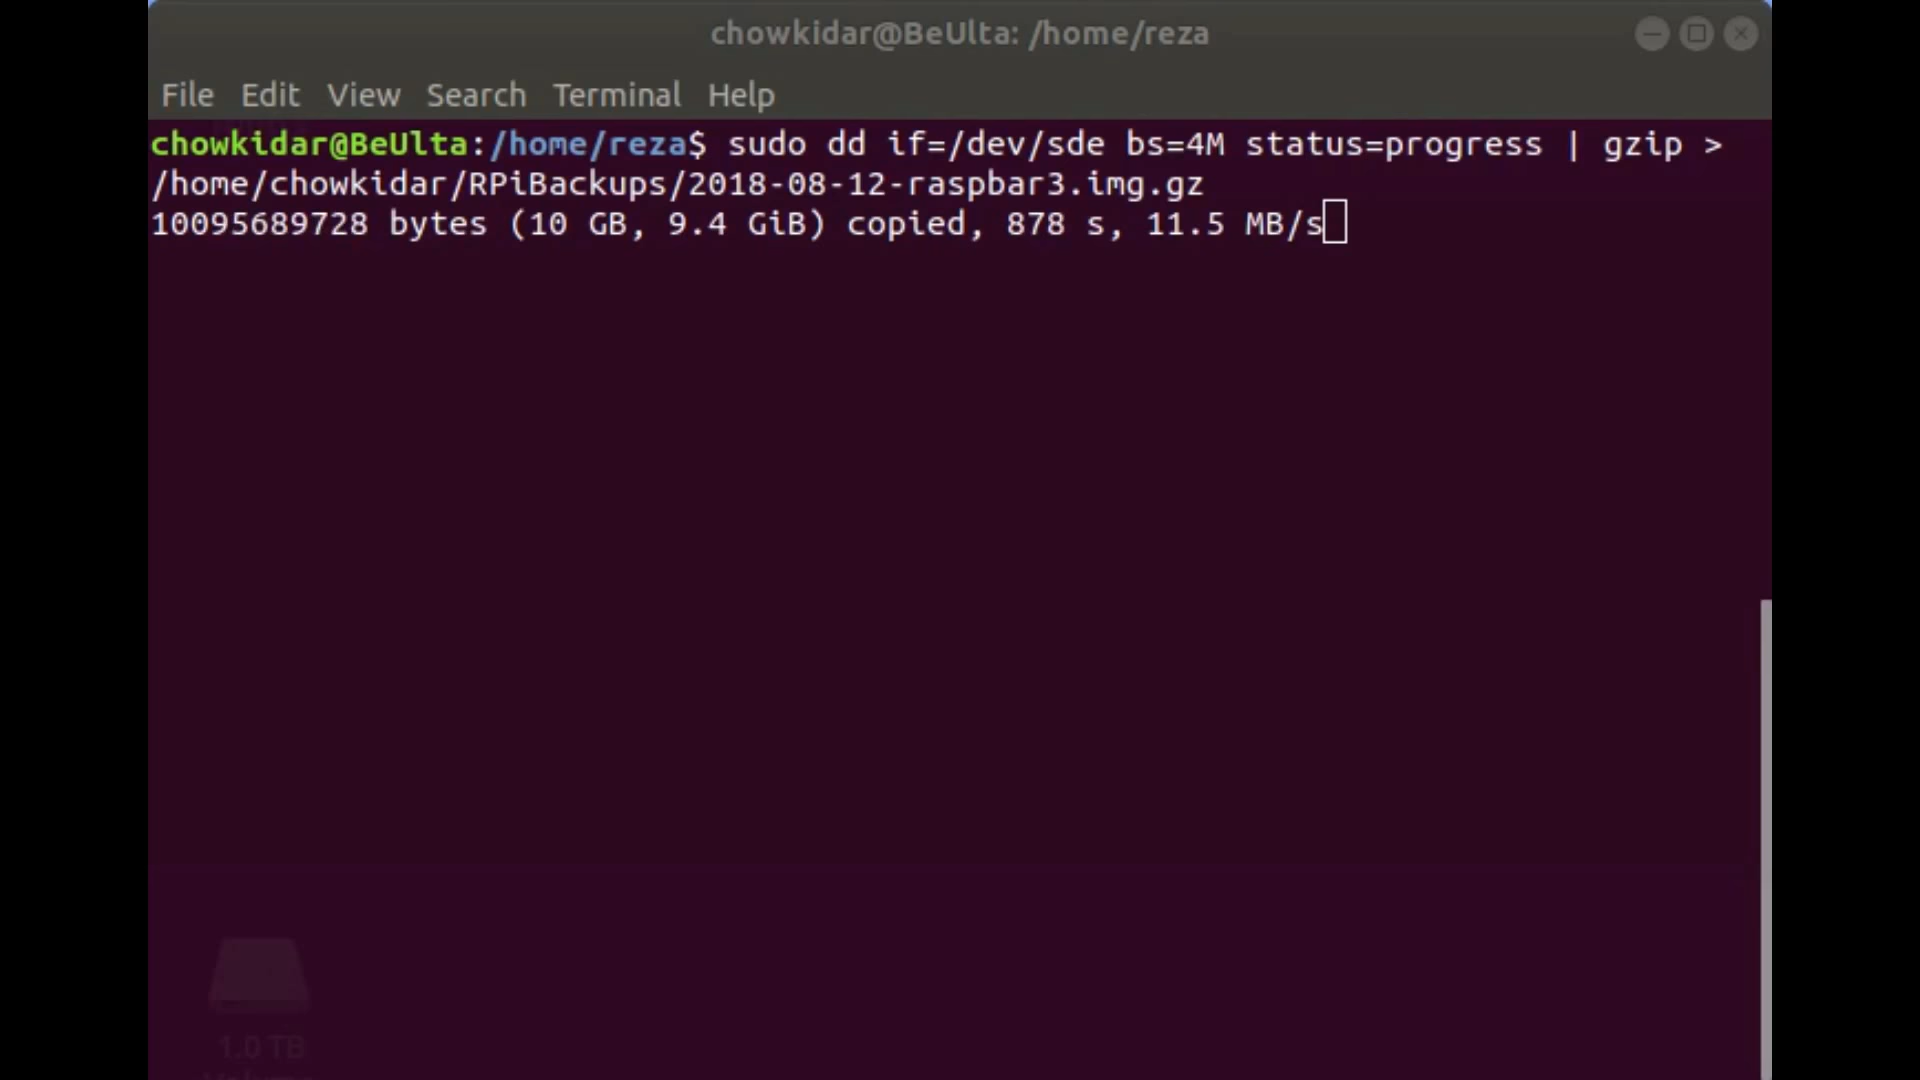 chowkidar@BeUlta: /home/reza
File Edit View Search Terminal Help
chowkidar@BeUlta:/home/reza$ sudo dd if=/dev/sde bs=4M status=progress | gzip >
/home/chowkidar/RPiBackups/2018-08-12-raspbar3.img.gz
10095689728 bytes (10 GB, 9.4 GiB) copied, 878 s, 11.5 MB/s
1.0 TB